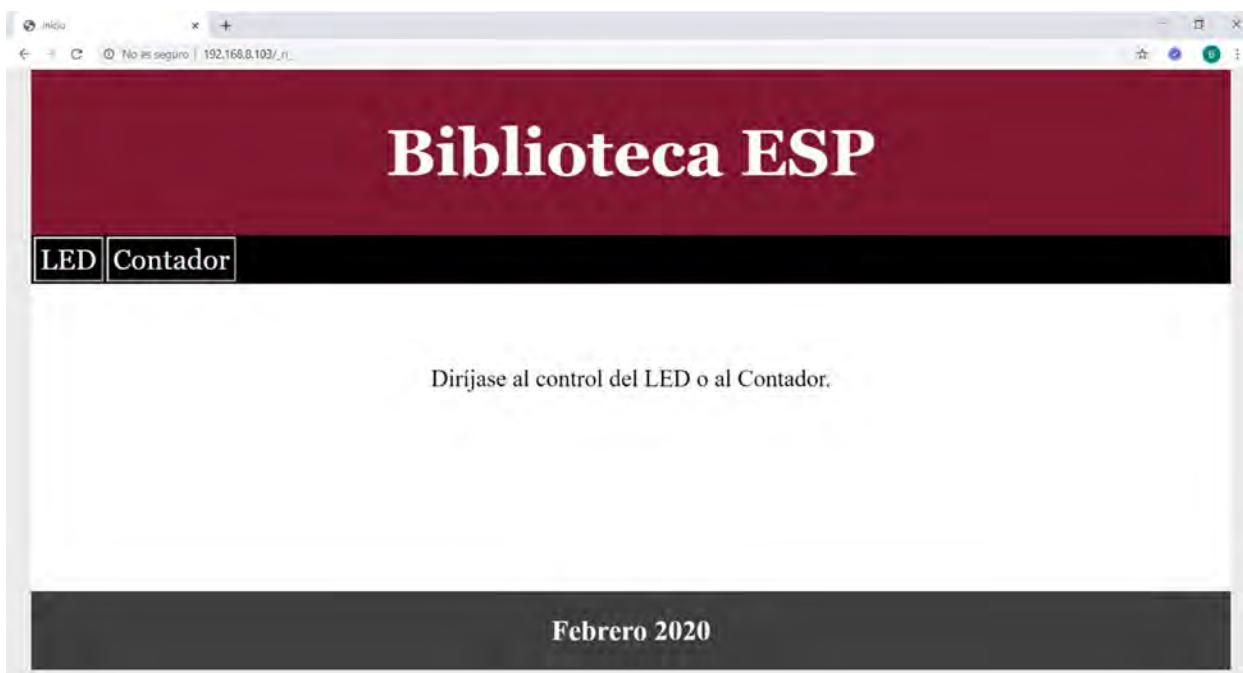 Inicio
No es seguro | 192.168.8.103/_n_
Biblioteca ESP
LED Contador
Diríjase al control del LED o al Contador.
Febrero 2020